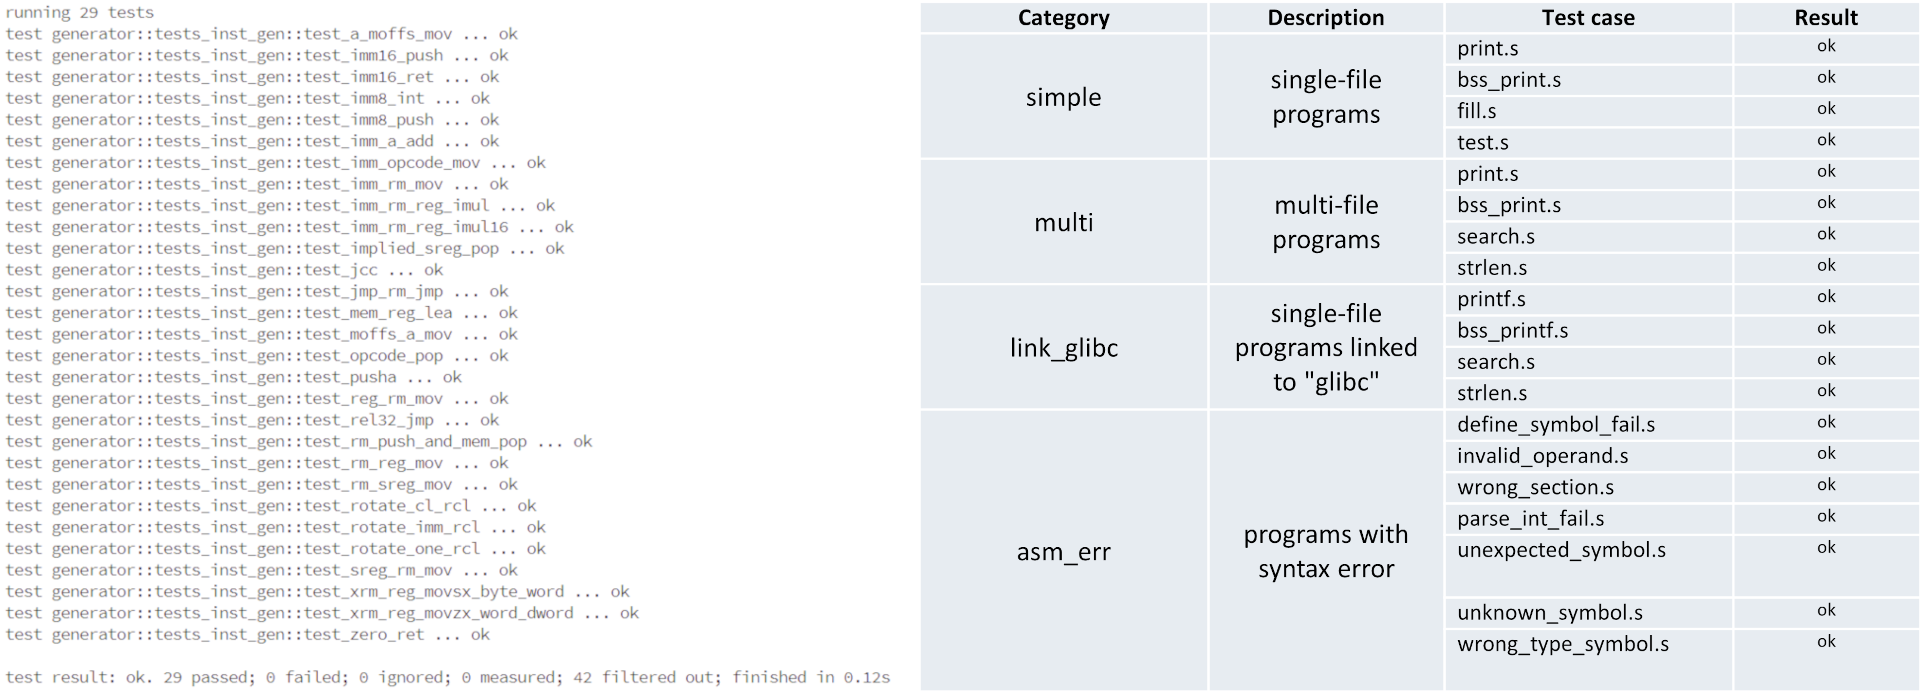 running 29 tests
test generator::tests_inst_gen::test_a_moffs_mov ... ok
test generator::tests_inst_gen::test_imm16_push ... ok
test generator::tests_inst_gen::test_imm16_ret ... ok
test generator::tests_inst_gen::test_imm8_int ... ok
test generator::tests_inst_gen::test_imm8_push ... ok
test generator::tests_inst_gen::test_imm_a_add ... ok
test generator::tests_inst_gen::test_imm_opcode_mov ... ok
test generator::tests_inst_gen::test_imm_rm_mov ... ok
test generator::tests_inst_gen::test_imm_rm_reg_imul ... ok
test generator::tests_inst_gen::test_imm_rm_reg_imul16 ... ok
test generator::tests_inst_gen::test_implied_sreg_pop ... ok
test generator::tests_inst_gen::test_jcc ... ok
test generator::tests_inst_gen::test_jmp_rm_jmp ... ok
test generator::tests_inst_gen::test_mem_reg_lea ... ok
test generator::tests_inst_gen::test_moffs_a_mov ... ok
test generator::tests_inst_gen::test_opcode_pop ... ok
test generator::tests_inst_gen::test_pusha ... ok
test generator::tests_inst_gen::test_reg_rm_mov ... ok
test generator::tests_inst_gen::test_rel32_jmp ... ok
test generator::tests_inst_gen::test_rm_push_and_mem_pop ... ok
test generator::tests_inst_gen::test_rm_reg_mov ... ok
test generator::tests_inst_gen::test_rm_sreg_mov ... ok
test generator::tests_inst_gen::test_rotate_cl_rcl ... ok
test generator::tests_inst_gen::test_rotate_imm_rcl ... ok
test generator::tests_inst_gen::test_rotate_one_rcl ... ok
test generator::tests_inst_gen::test_sreg_rm_mov ... ok
test generator::tests_inst_gen::test_xrm_reg_movsx_byte_word ... ok
test generator::tests_inst_gen::test_xrm_reg_movzx_word_dword ... ok
test generator::tests_inst_gen::test_zero_ret ... ok
test result: ok. 29 passed; 0 failed; 0 ignored; 0 measured; 42 filtered out; finished in 0.12s
Category Description Test case Result
simple
single-file
programs
print.s ok
bss_print.s ok
fill.s ok
test.s ok
multi
multi-file
programs
print.s ok
bss_print.s ok
search.s ok
strlen.s ok
link_glibc
single-file
programs linked
to "glibc"
printf.s ok
bss_printf.s ok
search.s ok
strlen.s ok
asm_err
programs with
syntax error
define_symbol_fail.s ok
invalid_operand.s ok
wrong_section.s ok
parse_int_fail.s ok
unexpected_symbol.s ok
unknown_symbol.s ok
wrong_type_symbol.s ok